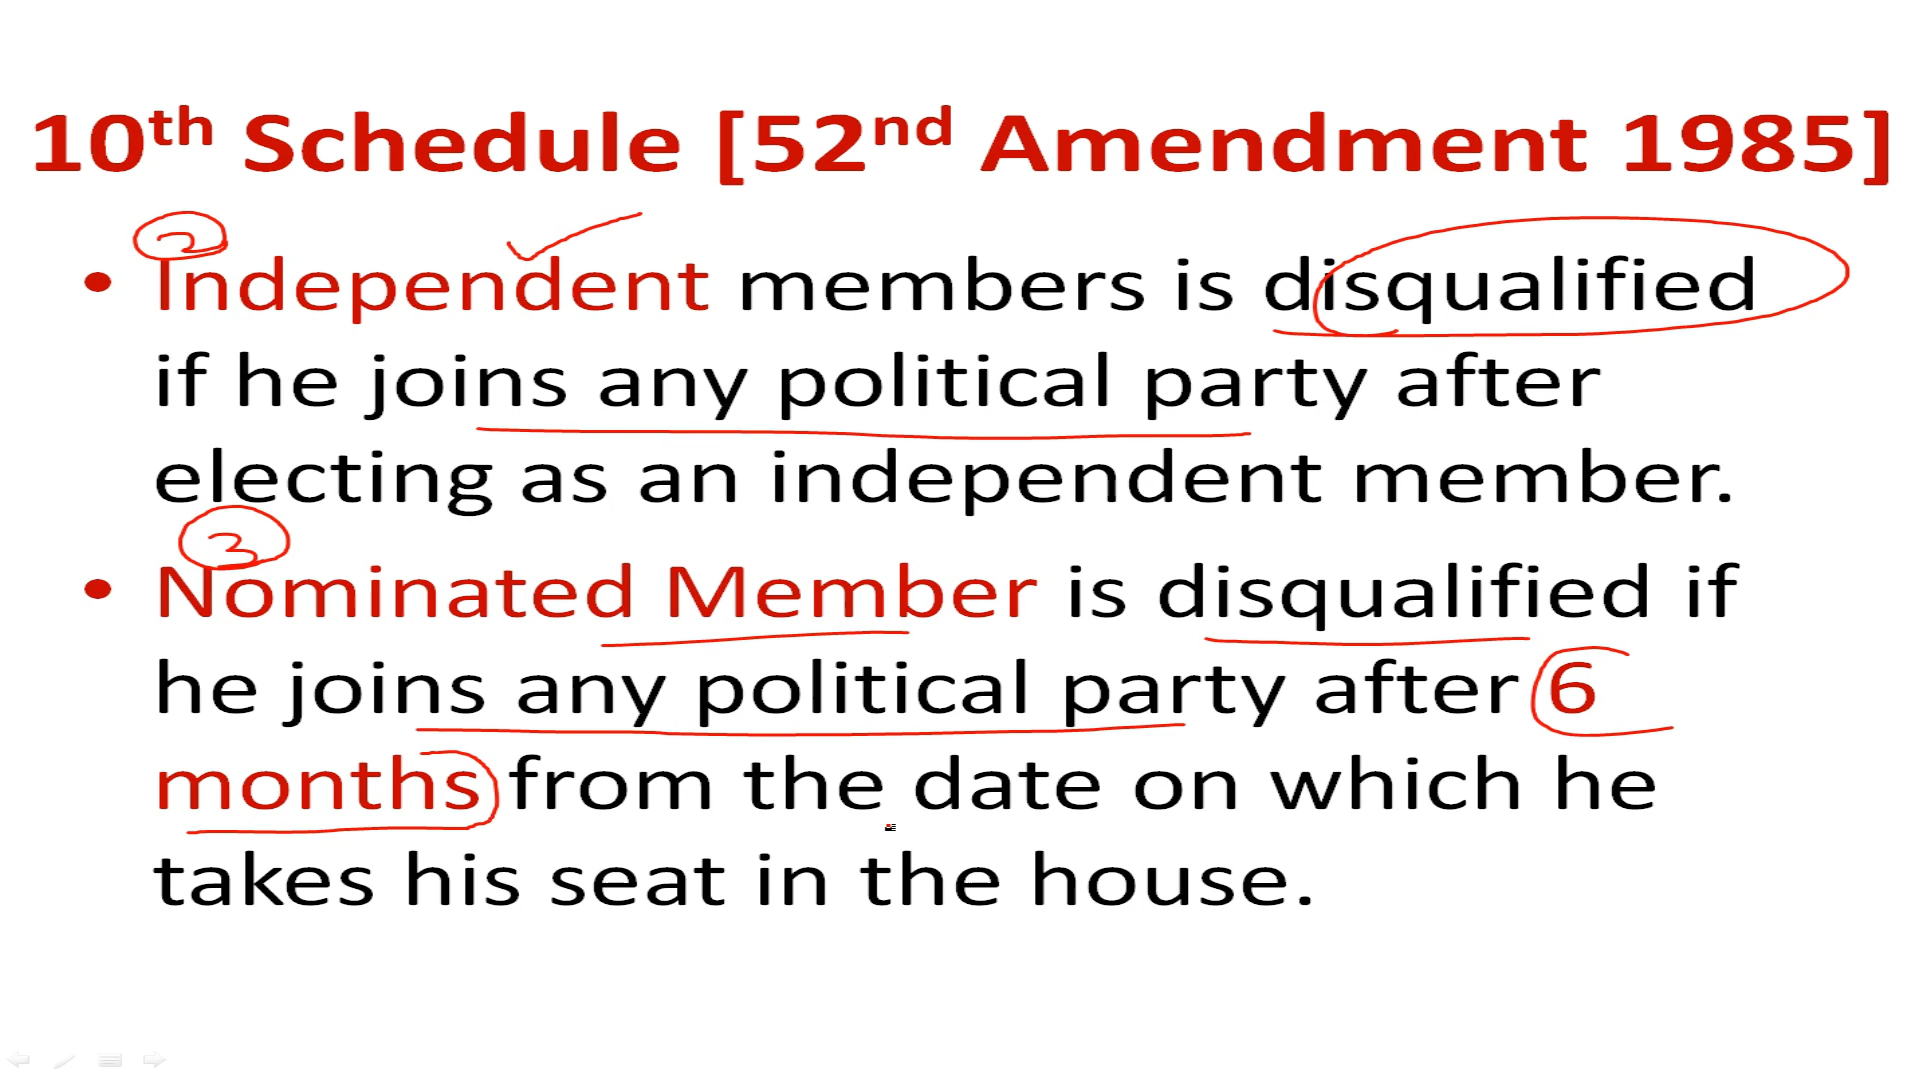 10th Schedule [52nd Amendment 1985]
2
• Independent members is disqualified
if he joins any political party after
electing as an independent member.
3
• Nominated Member is disqualified if
he joins any political party after 6
months from the date on which he
takes his seat in the house.